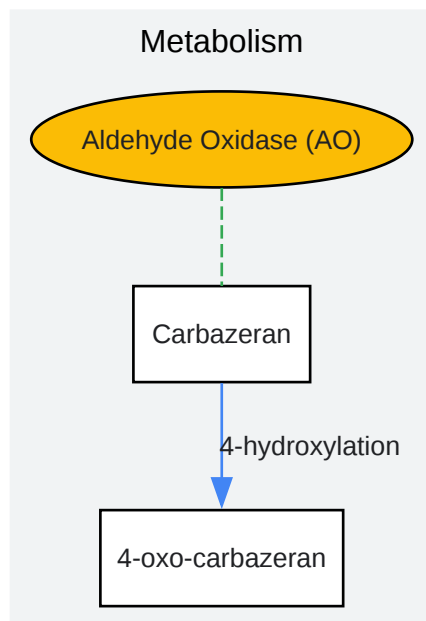 Metabolism
Aldehyde Oxidase (AO)
Carbazeran
4-hydroxylation
4-oxo-carbazeran